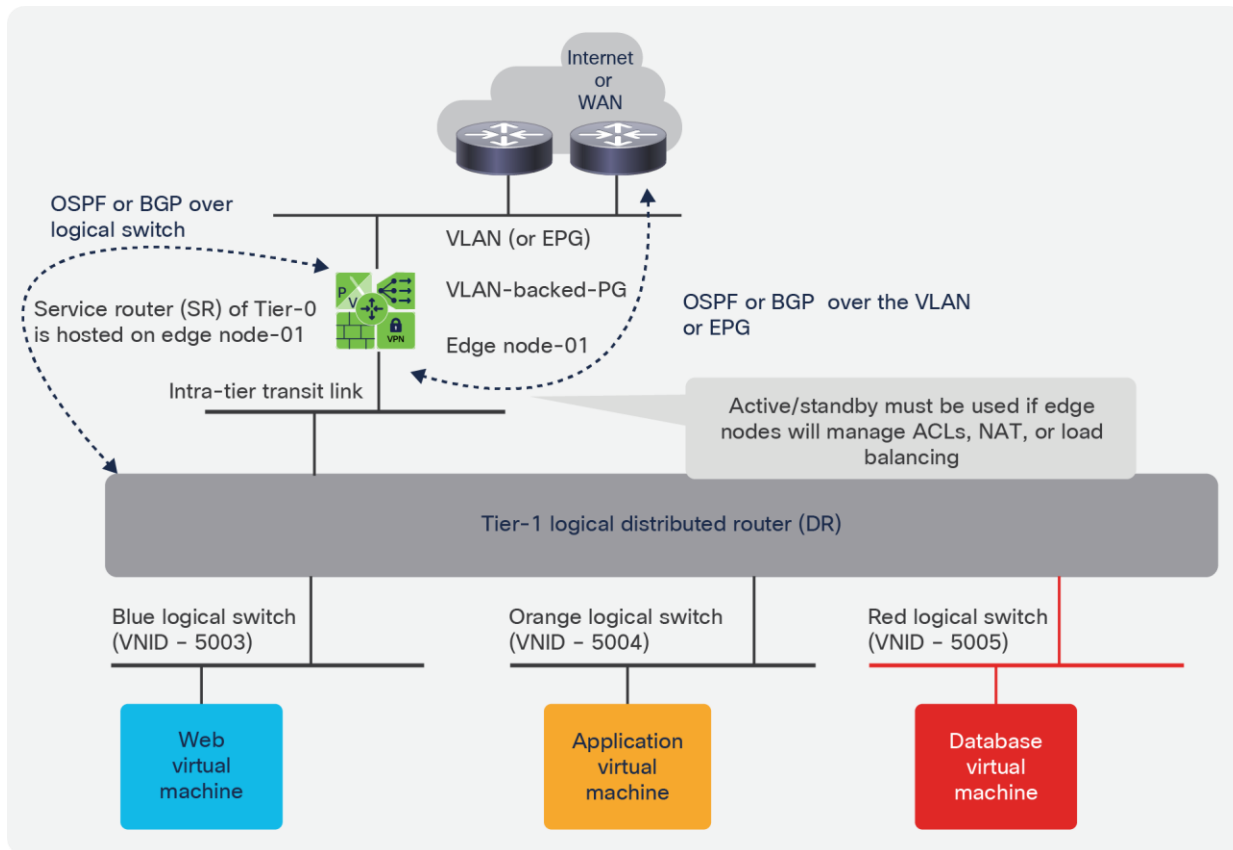 Internet
or
WAN
OSPF or BGP over
logical switch
VLAN (or EPG)
P
V
VPN
Service router (SR) of Tier-0
is hosted on edge node-01
VLAN-backed-PG
Edge node-01
OSPF or BGP  over the VLAN
or EPG
Intra-tier transit link
Active/standby must be used if edge
nodes will manage ACLs, NAT, or load
balancing
Tier-1 logical distributed router (DR)
Blue logical switch
(VNID – 5003)
Orange logical switch
(VNID – 5004)
Red logical switch
(VNID – 5005)
Web
virtual
machine
Application
virtual
machine
Database
virtual
machine